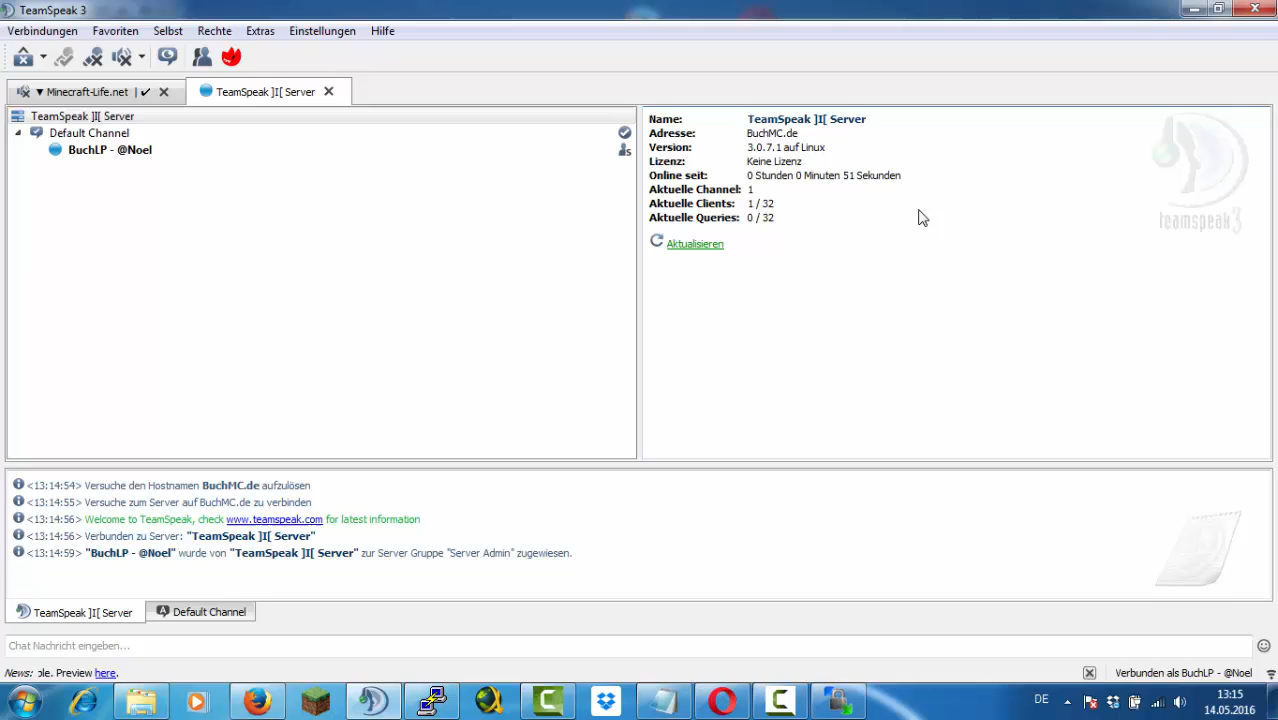 TeamSpeak 3
Verbindungen Favoriten Selbst Rechte Extras Einstellungen Hilfe
▼ Minecraft-Life.net | ✔
TeamSpeak ]I[ Server
TeamSpeak ]I[ Server
Default Channel
BuchLP - @Noel
Name: TeamSpeak ]I[ Server
Adresse: BuchMC.de
Version: 3.0.7.1 auf Linux
Lizenz: Keine Lizenz
Online seit: 0 Stunden 0 Minuten 51 Sekunden
Aktuelle Channel: 1
Aktuelle Clients: 1 / 32
Aktuelle Queries: 0 / 32
Aktualisieren
teamspeak3
<13:14:54> Versuche den Hostnamen BuchMC.de aufzulösen
<13:14:55> Versuche zum Server auf BuchMC.de zu verbinden
<13:14:56> Welcome to TeamSpeak, check www.teamspeak.com for latest information
<13:14:56> Verbunden zu Server: "TeamSpeak ]I[ Server"
<13:14:59> "BuchLP - @Noel" wurde von "TeamSpeak ]I[ Server" zur Server Gruppe "Server Admin" zugewiesen.
TeamSpeak ]I[ Server
Default Channel
Chat Nachricht eingeben...
News: ble. Preview here.
Verbunden als BuchLP - @Noel
DE
13:15
14.05.2016